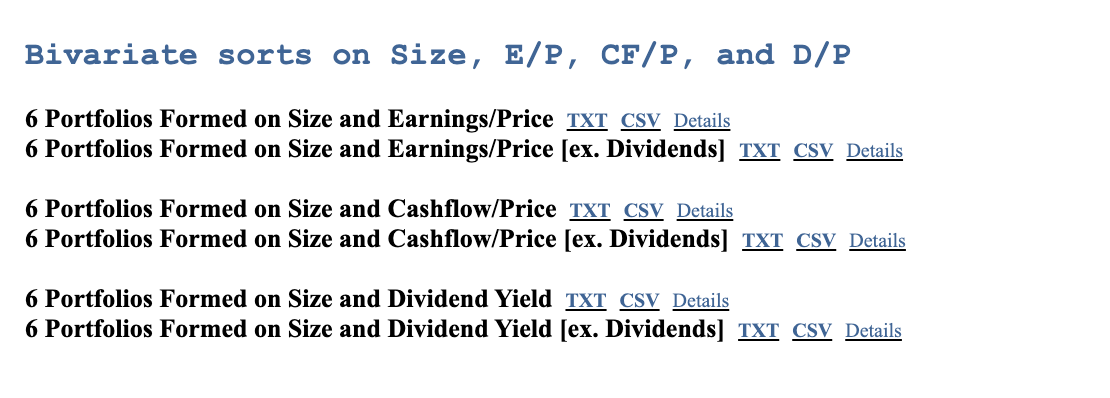 Bivariate sorts on Size, E/P, CF/P, and D/P
6 Portfolios Formed on Size and Earnings/Price TXT CSV Details
6 Portfolios Formed on Size and Earnings/Price [ex. Dividends] TXT CSV Details
6 Portfolios Formed on Size and Cashflow/Price TXT CSV Details
6 Portfolios Formed on Size and Cashflow/Price [ex. Dividends] TXT CSV Details
6 Portfolios Formed on Size and Dividend Yield TXT CSV Details
6 Portfolios Formed on Size and Dividend Yield [ex. Dividends] TXT CSV Details